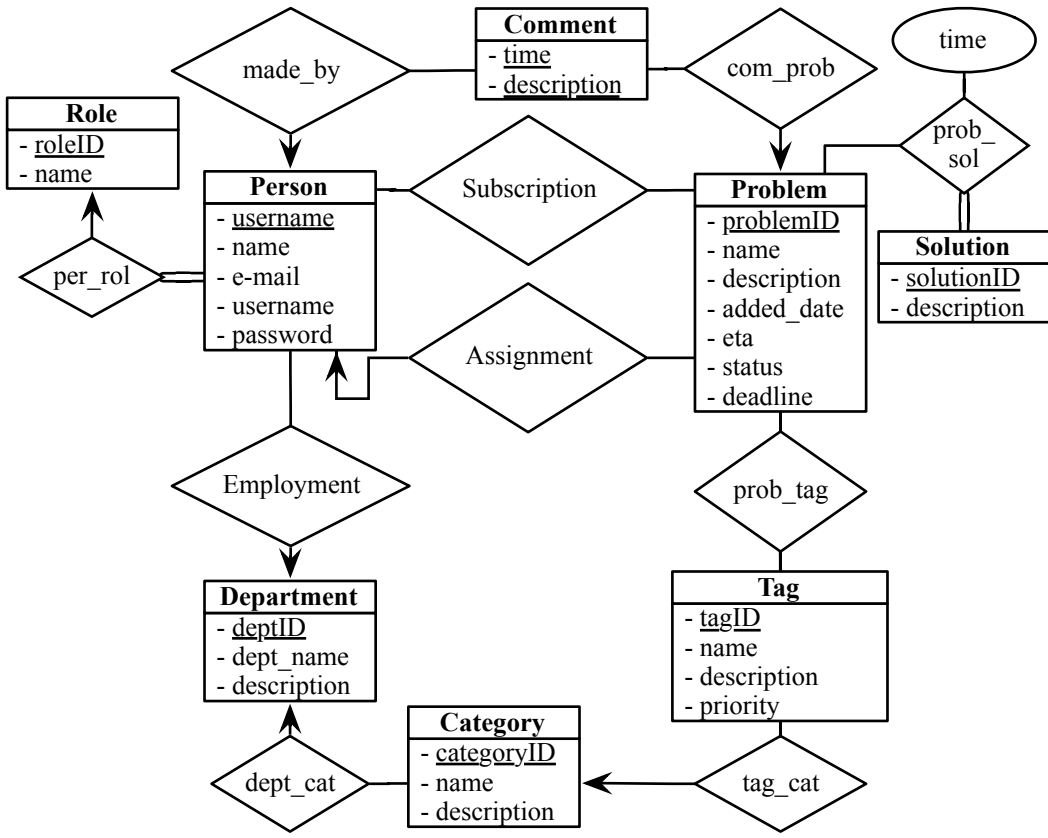 Comment
- time
- description
made_by
com_prob
time
prob_
sol
Role
- roleID
- name
per_rol
Person
- username
- name
- e-mail
- username
- password
Subscription
Assignment
Problem
- problemID
- name
- description
- added_date
- eta
- status
- deadline
Solution
- solutionID
- description
Employment
prob_tag
Department
- deptID
- dept_name
- description
Tag
- tagID
- name
- description
- priority
dept_cat
Category
- categoryID
- name
- description
tag_cat